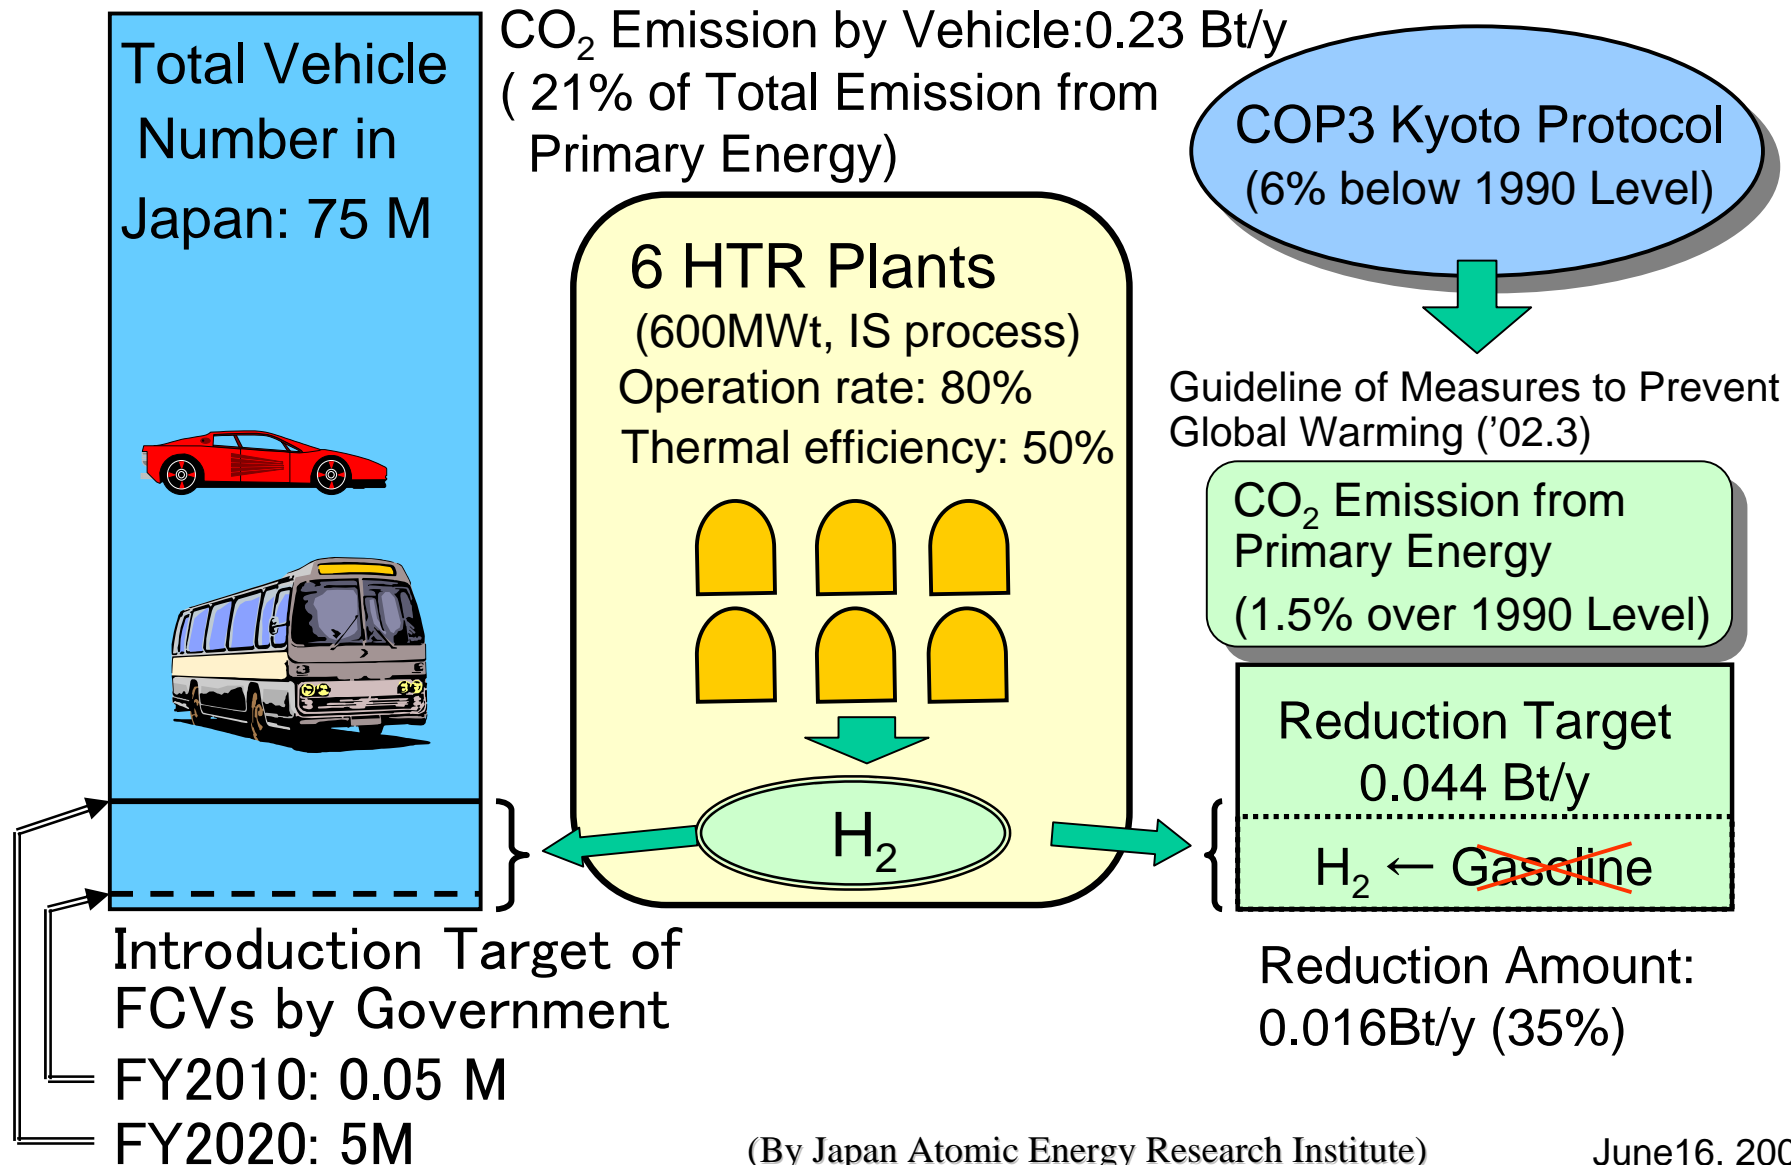 Total Vehicle
Number in
Japan: 75 M
CO₂ Emission by Vehicle:0.23 Bt/y
( 21% of Total Emission from
Primary Energy)
COP3 Kyoto Protocol
(6% below 1990 Level)
6 HTR Plants
(600MWt, IS process)
Operation rate: 80%
Thermal efficiency: 50%
Guideline of Measures to Prevent
Global Warming ('02.3)
CO₂ Emission from
Primary Energy
(1.5% over 1990 Level)
Reduction Target
0.044 Bt/y
H₂
H₂ ← Gasoline
Introduction Target of
FCVs by Government
FY2010: 0.05 M
FY2020: 5M
Reduction Amount:
0.016Bt/y (35%)
(By Japan Atomic Energy Research Institute)
June16, 200